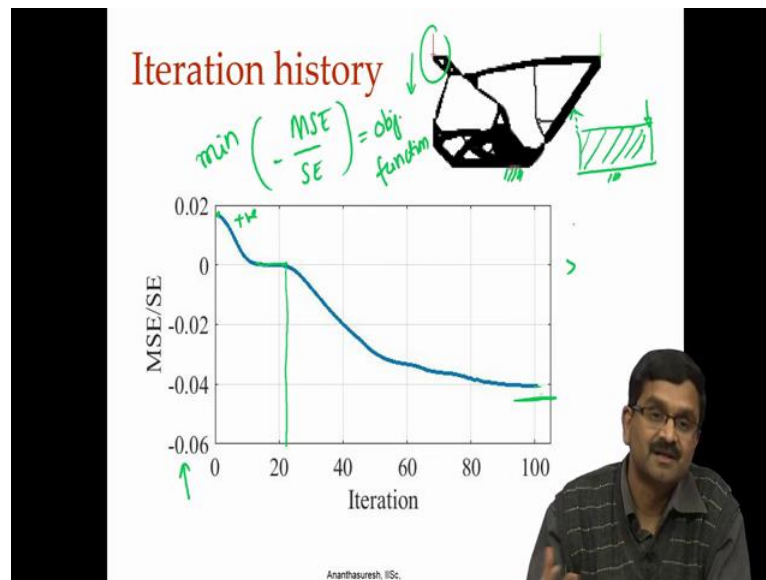 Iteration history
min (- MSE/SE) = obj. function
0.02
+ve
0
-0.02
-0.04
-0.06
MSE/SE
0 20 40 60 80 100
Iteration
Ananthasuresh, IISc,